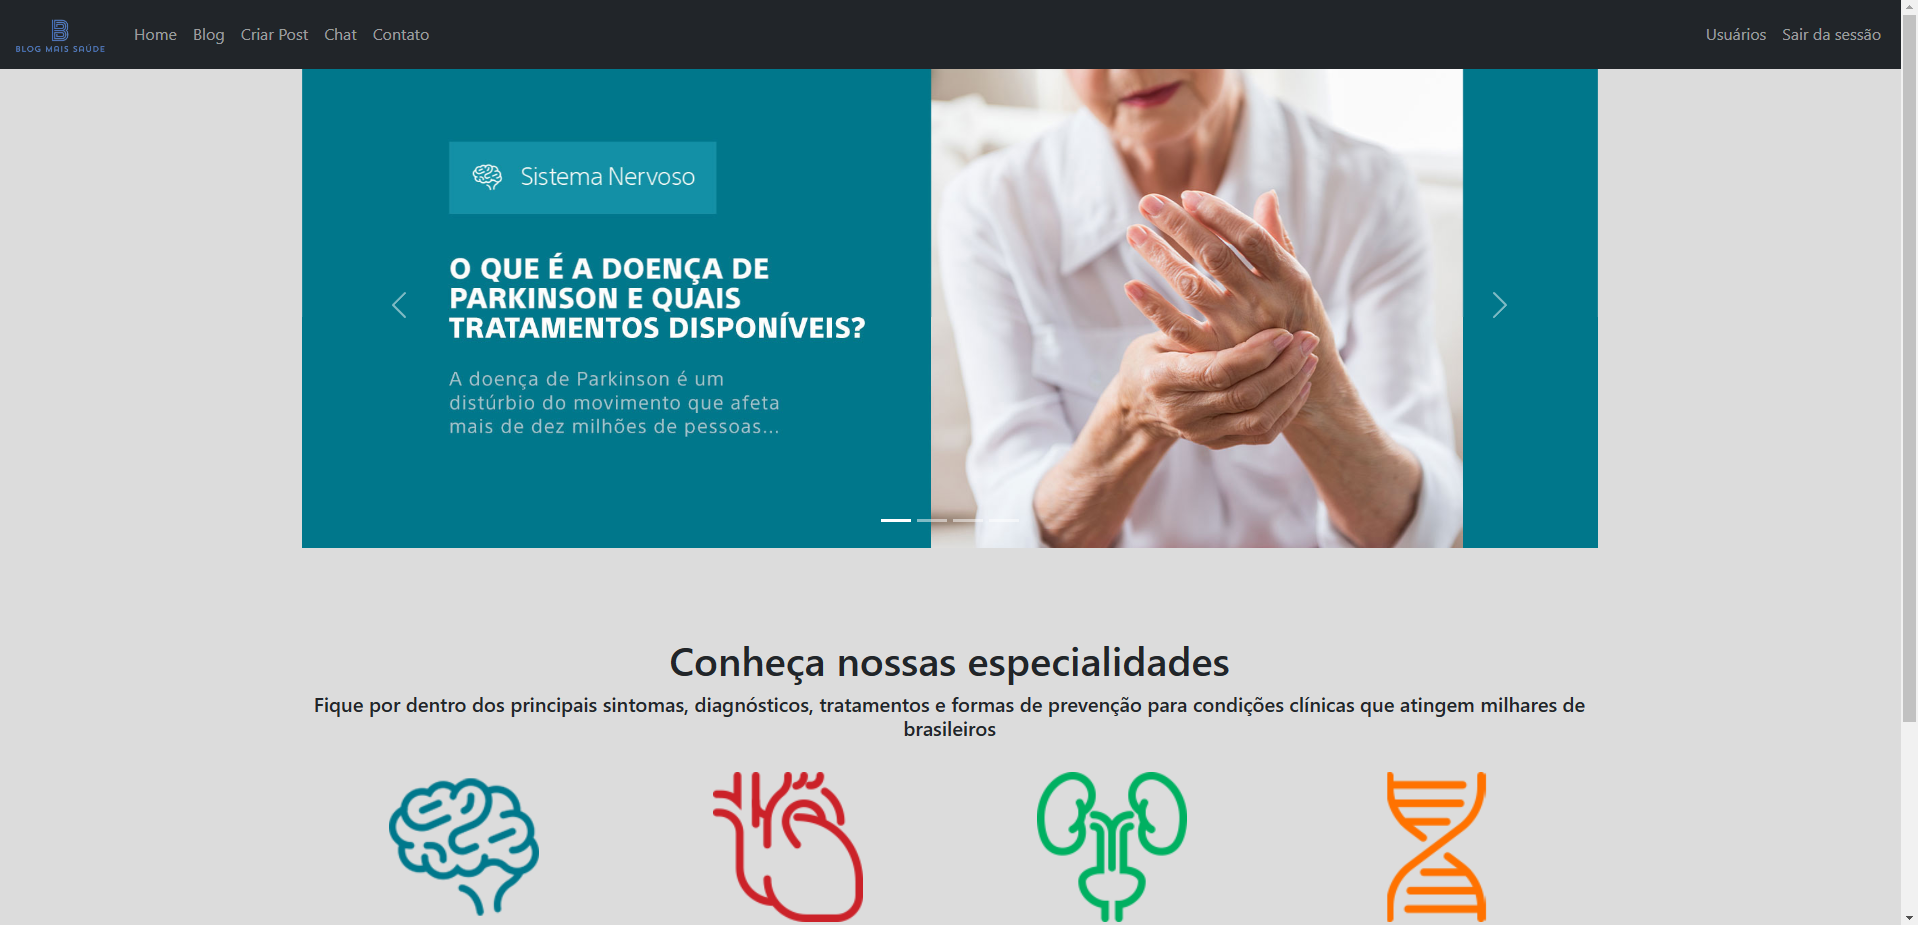 BLOG MAIS SAÚDE
Home Blog Criar Post Chat Contato Usuários Sair da sessão
Sistema Nervoso
O QUE É A DOENÇA DE
PARKINSON E QUAIS
TRATAMENTOS DISPONÍVEIS?
A doença de Parkinson é um
distúrbio do movimento que afeta
mais de dez milhões de pessoas...
Conheça nossas especialidades
Fique por dentro dos principais sintomas, diagnósticos, tratamentos e formas de prevenção para condições clínicas que atingem milhares de
brasileiros